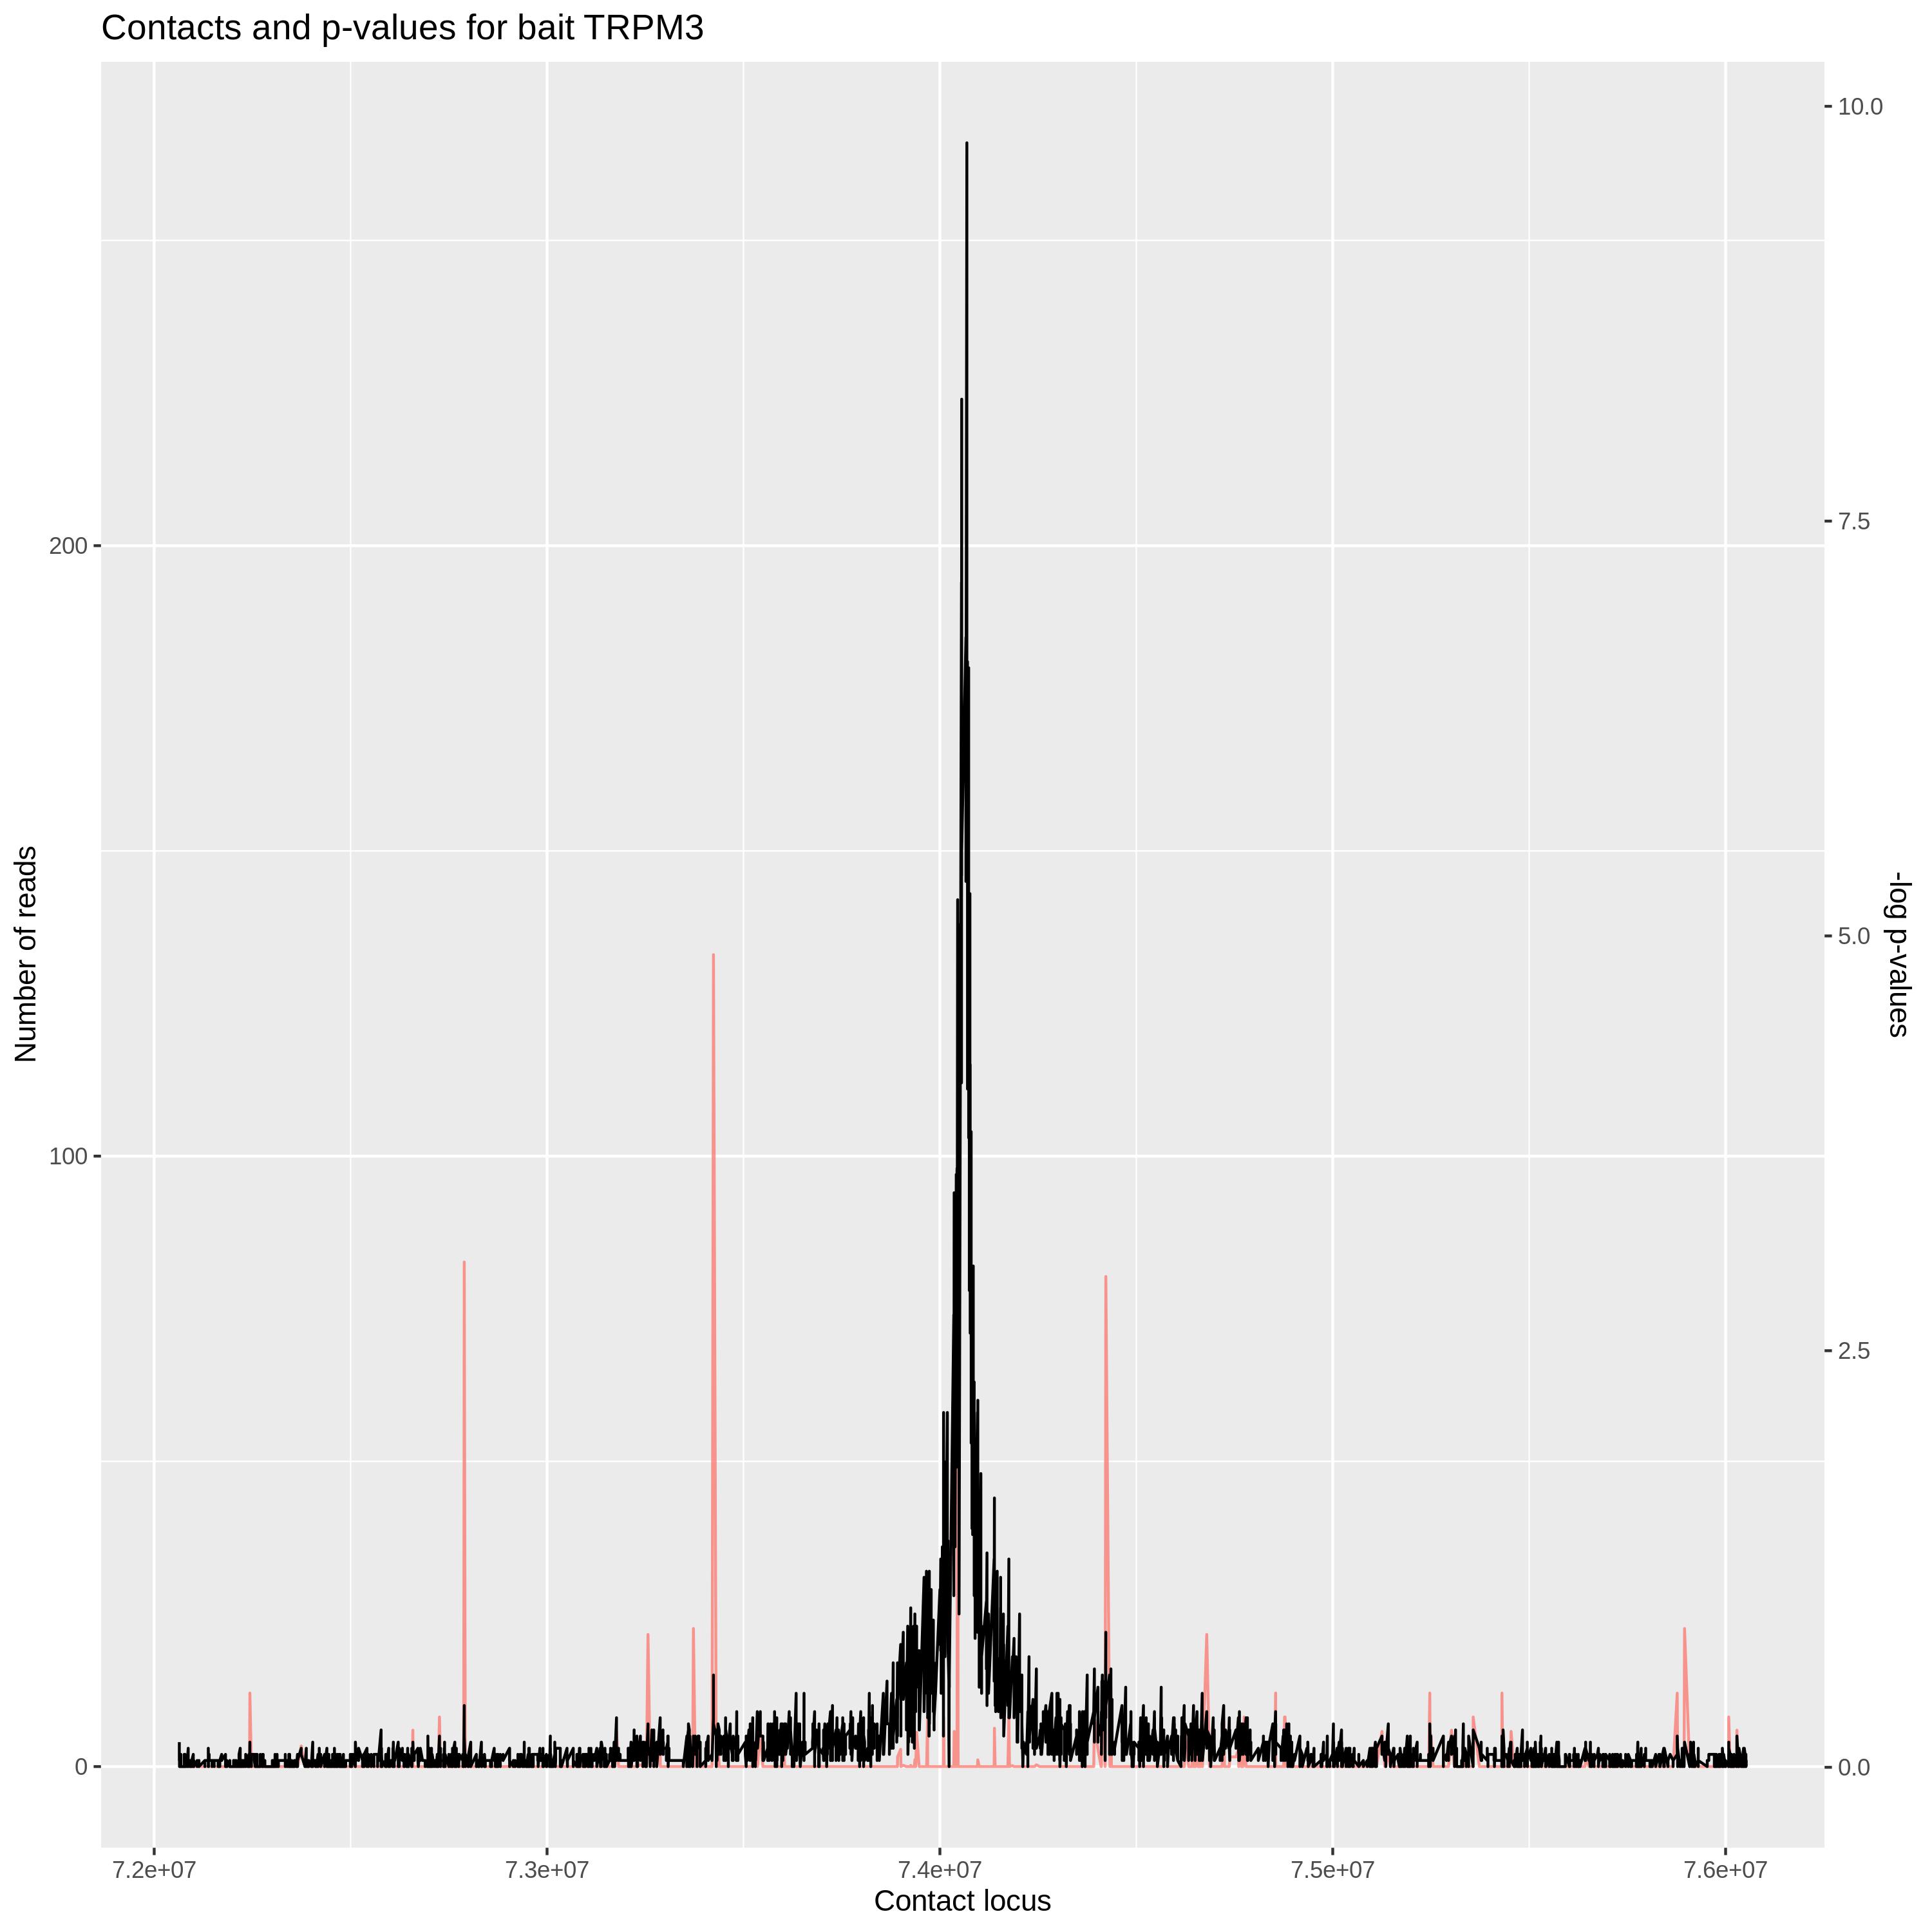 Contacts and p-values for bait TRPM3
10.0
7.5
200
5.0
Number of reads
-log p-values
100
2.5
0
0.0
7.2e+07 7.3e+07 7.4e+07 7.5e+07 7.6e+07
Contact locus